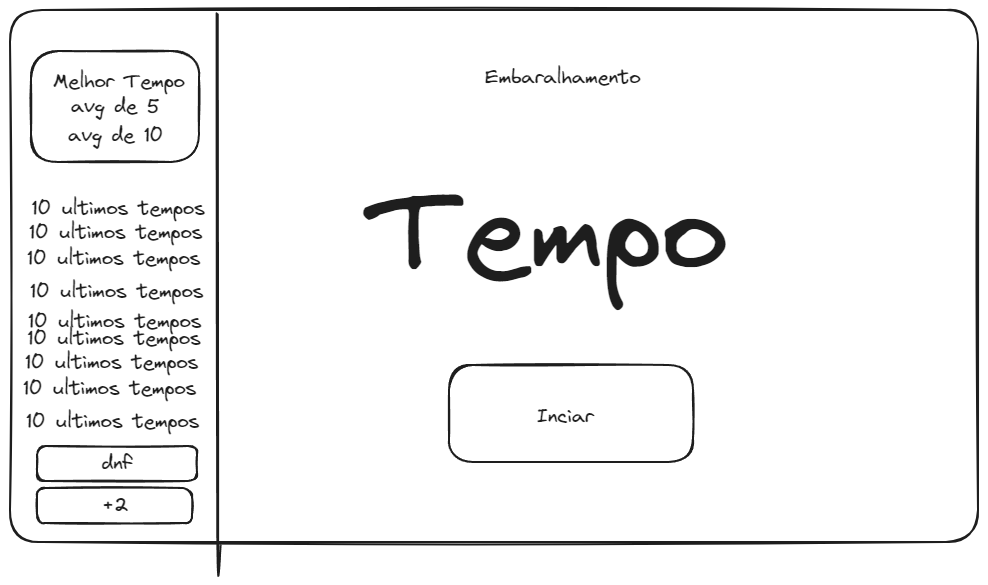 Melhor Tempo
avg de 5
avg de 10
10 ultimos tempos
10 ultimos tempos
10 ultimos tempos
10 ultimos tempos
10 ultimos tempos
10 ultimos tempos
10 ultimos tempos
10 ultimos tempos
10 ultimos tempos
dnf
+2
Embaralhamento
Tempo
Inciar